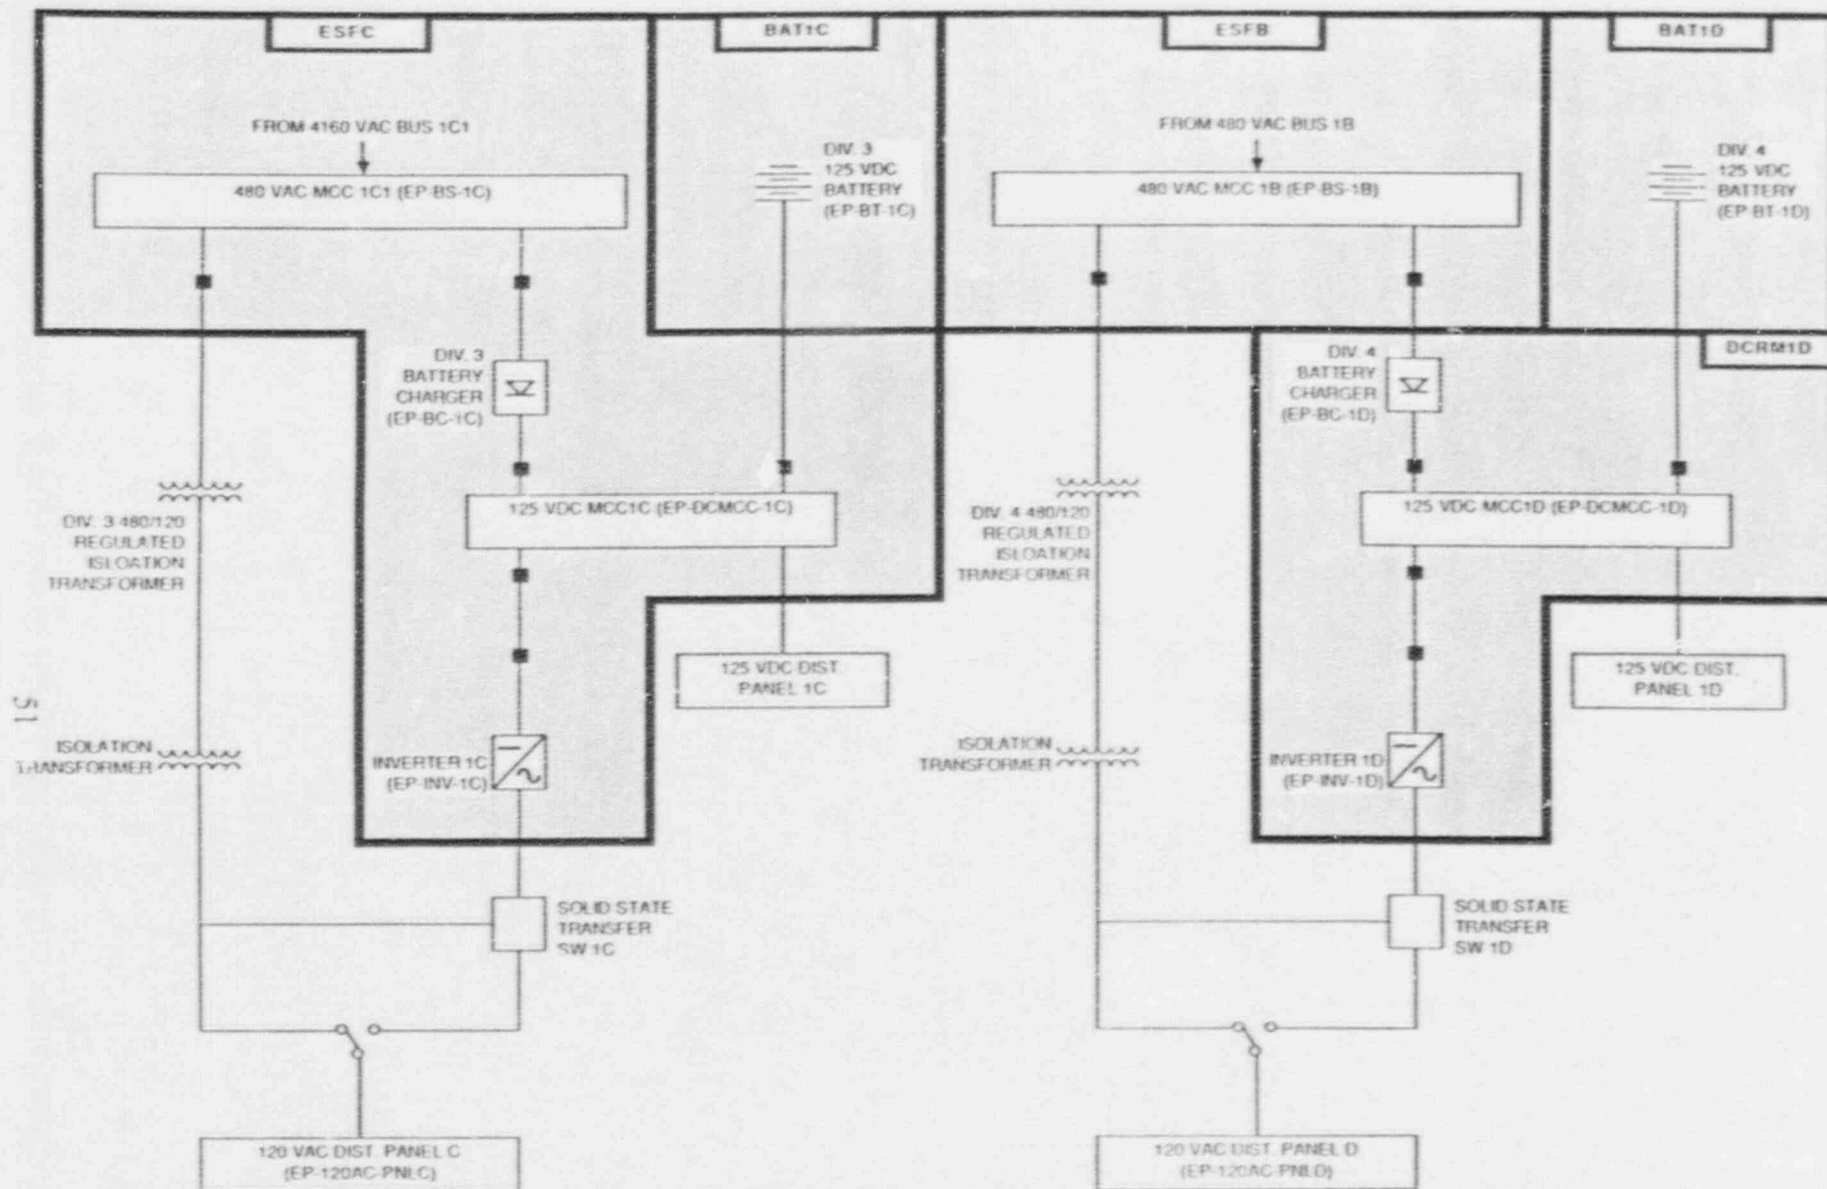 ESFC
BAT1C
ESFB
BAT1D
FROM 4160 VAC BUS 1C1
480 VAC MCC 1C1 (EP-BS-1C)
DIV. 3
125 VDC
BATTERY
(EP-BT-1C)
FROM 480 VAC BUS 1B
480 VAC MCC 1B (EP-BS-1B)
DIV. 4
125 VDC
BATTERY
(EP-BT-1D)
DCRM1D
DIV. 3
BATTERY
CHARGER
(EP-BC-1C)
DIV. 4
BATTERY
CHARGER
(EP-BC-1D)
DIV. 3 480/120
REGULATED
ISLOATION
TRANSFORMER
125 VDC MCC1C (EP-DCMCC-1C)
DIV. 4 480/120
REGULATED
ISLOATION
TRANSFORMER
125 VDC MCC1D (EP-DCMCC-1D)
125 VDC DIST.
PANEL 1C
125 VDC DIST.
PANEL 1D
51
ISOLATION
TRANSFORMER
INVERTER 1C
(EP-INV-1C)
ISOLATION
TRANSFORMER
INVERTER 1D
(EP-INV-1D)
SOLID STATE
TRANSFER
SW 1C
SOLID STATE
TRANSFER
SW 1D
120 VAC DIST. PANEL C
(EP-120AC-PNLC)
120 VAC DIST. PANEL D
(EP-120AC-PNLD)